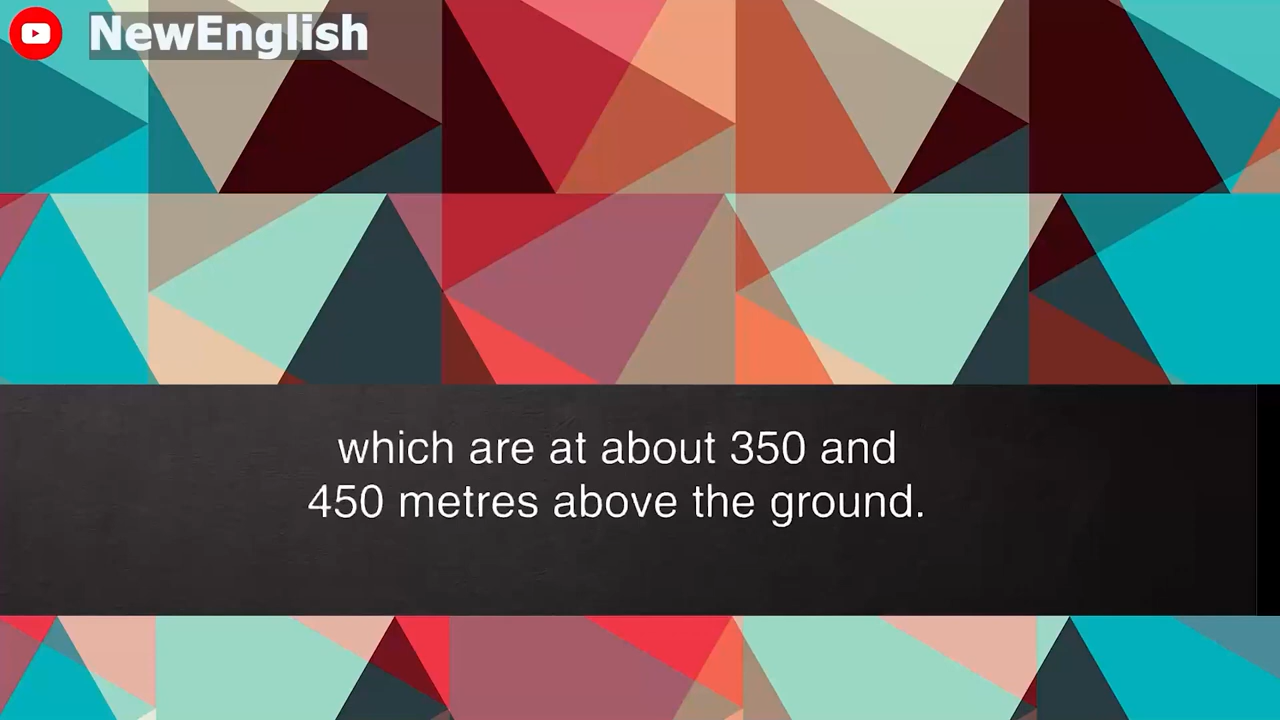 NewEnglish
which are at about 350 and
450 metres above the ground.